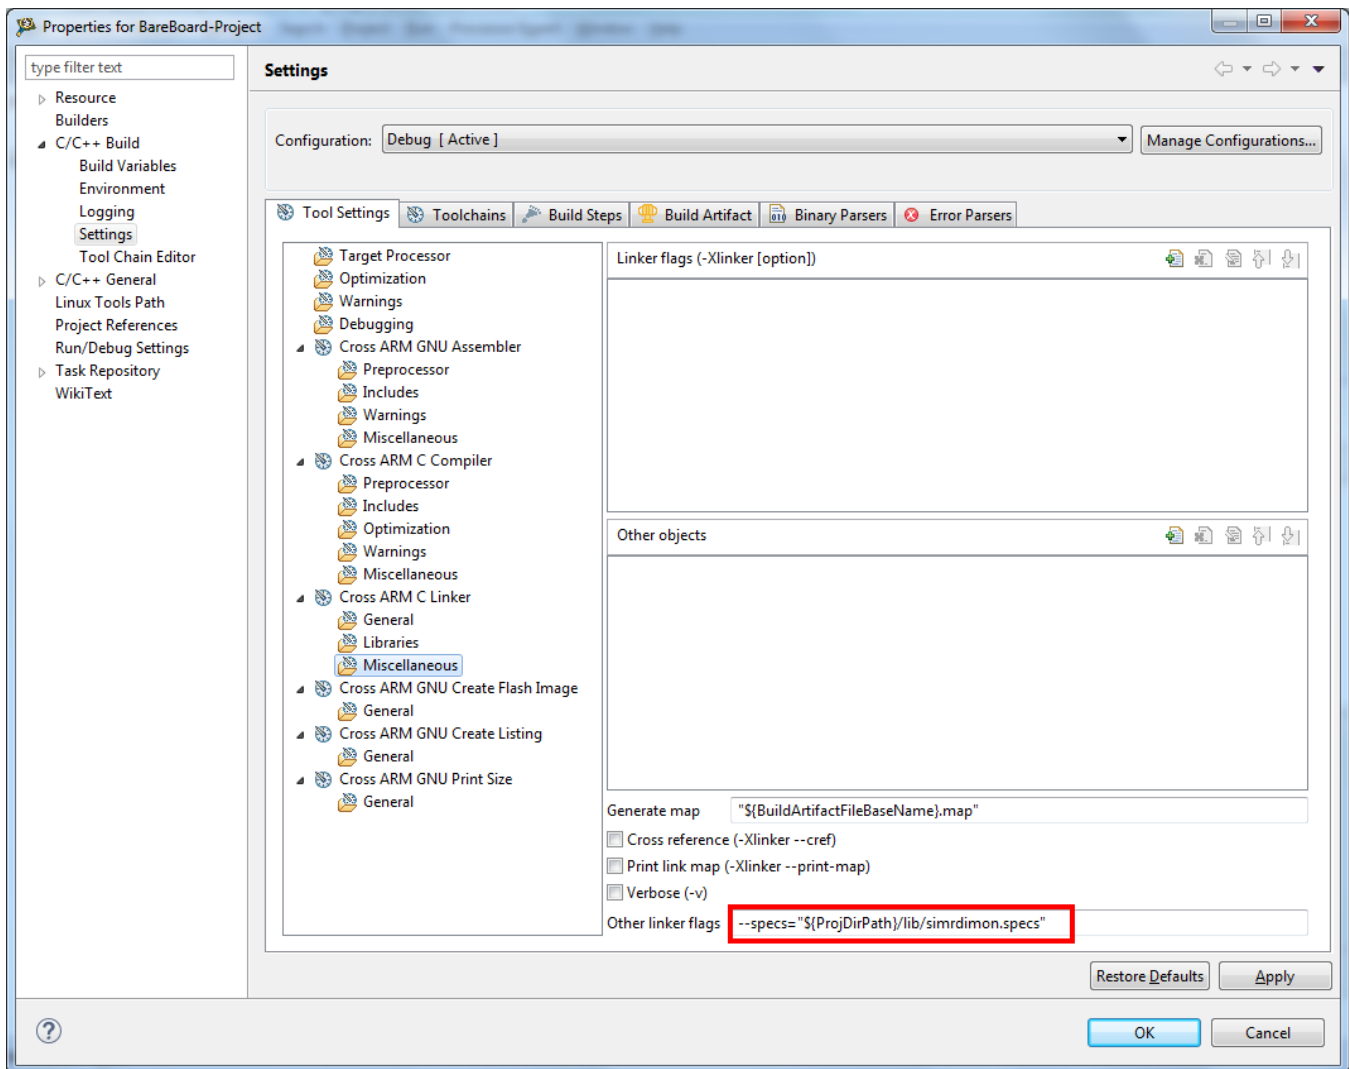 Properties for BareBoard-Project
type filter text
Resource
Builders
C/C++ Build
Build Variables
Environment
Logging
Settings
Tool Chain Editor
C/C++ General
Linux Tools Path
Project References
Run/Debug Settings
Task Repository
WikiText
Settings
Configuration: Debug [ Active ] Manage Configurations...
Tool Settings Toolchains Build Steps Build Artifact Binary Parsers Error Parsers
Target Processor
Optimization
Warnings
Debugging
Cross ARM GNU Assembler
Preprocessor
Includes
Warnings
Miscellaneous
Cross ARM C Compiler
Preprocessor
Includes
Optimization
Warnings
Miscellaneous
Cross ARM C Linker
General
Libraries
Miscellaneous
Cross ARM GNU Create Flash Image
General
Cross ARM GNU Create Listing
General
Cross ARM GNU Print Size
General
Linker flags (-Xlinker [option])
Other objects
Generate map "${BuildArtifactFileBaseName}.map"
Cross reference (-Xlinker --cref)
Print link map (-Xlinker --print-map)
Verbose (-v)
Other linker flags --specs="${ProjDirPath}/lib/simrdimon.specs"
Restore Defaults Apply
OK Cancel